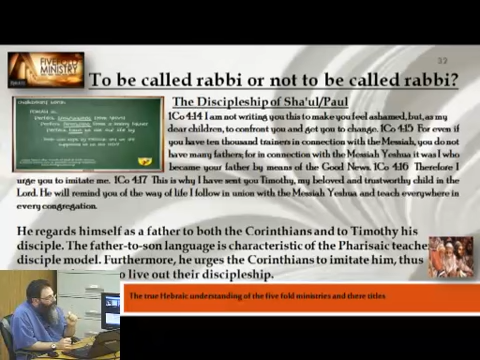 32
FIVEFOLD
MINISTRY
To be called rabbi or not to be called rabbi?
The Discipleship of Sha'ul/Paul
1Co 4:14 I am not writing you this to make you feel ashamed, but, as my
dear children, to confront you and get you to change. 1Co 4:15 For even if
you have ten thousand trainers in connection with the Messiah, you do not
have many fathers; for in connection with the Messiah Yeshua it was I who
became your father by means of the Good News. 1Co 4:16 Therefore I
urge you to imitate me. 1Co 4:17 This is why I have sent you Timothy, my beloved and trustworthy child in the
Lord. He will remind you of the way of life I follow in union with the Messiah Yeshua and teach everywhere in
every congregation.
He regards himself as a father to both the Corinthians and to Timothy his
disciple. The father-to-son language is characteristic of the Pharisaic teache
disciple model. Furthermore, he urges the Corinthians to imitate him, thus
to live out their discipleship.
The true Hebraic understanding of the five fold ministries and there titles